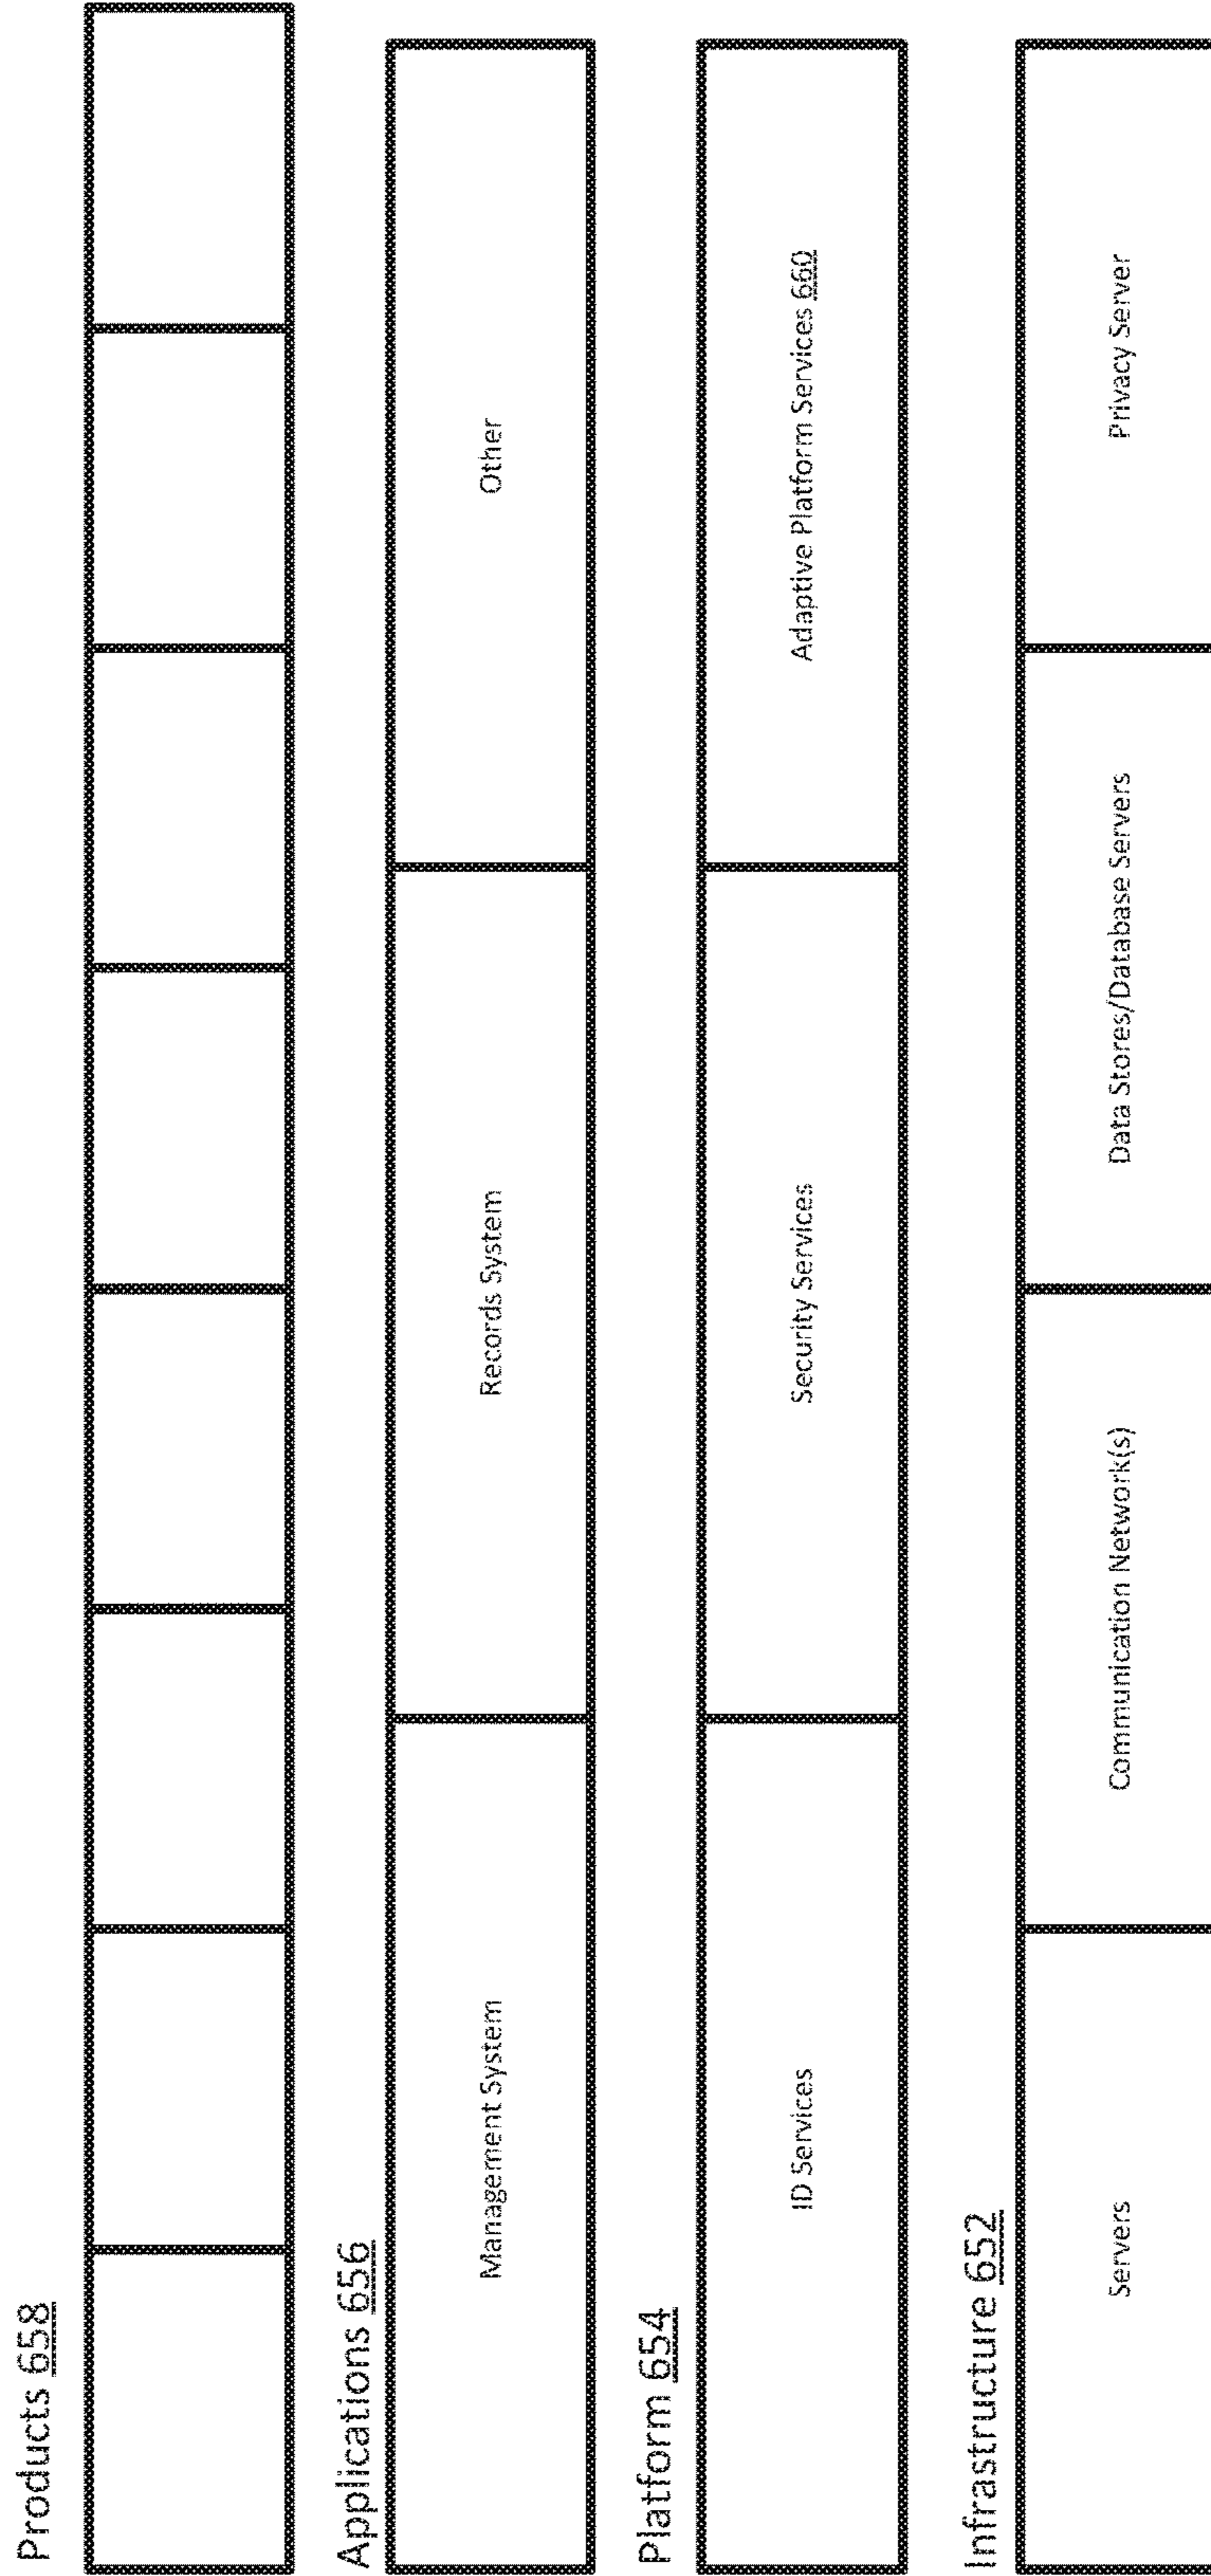 Products 658
Applications 656
Management System
Records System
Other
Platform 654
ID Services
Security Services
Adaptive Platform Services 660
Infrastructure 652
Servers
Communication Network(s)
Data Stores/Database Servers
Privacy Server